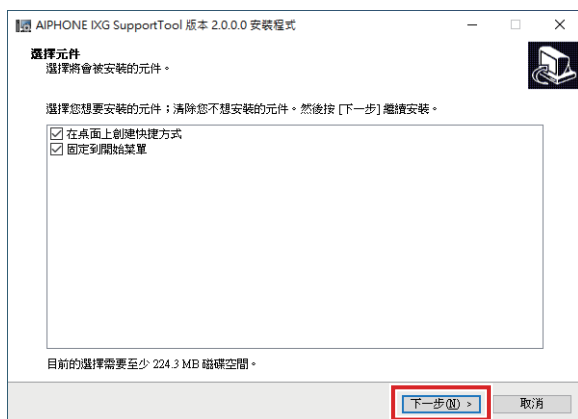 AIPHONE IXG SupportTool 版本 2.0.0.0 安裝程式
選擇元件
選擇將會被安裝的元件。
選擇您想要安裝的元件；清除您不想安裝的元件。然後按 [下一步] 繼續安裝。
在桌面上創建快捷方式
固定到開始菜單
目前的選擇需要至少 224.3 MB 磁碟空間。
下一步(N) >
取消